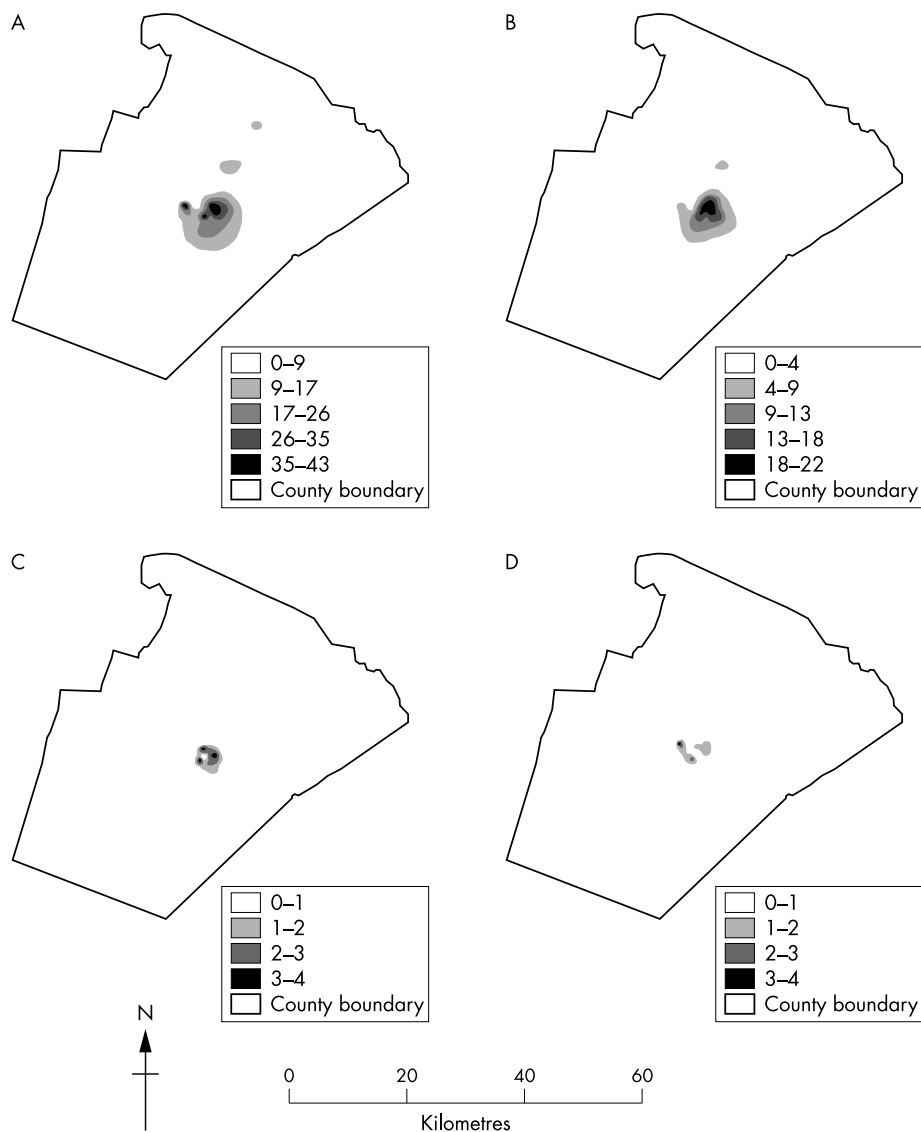 A
0–9
9–17
17–26
26–35
35–43
County boundary
B
0–4
4–9
9–13
13–18
18–22
County boundary
C
0–1
1–2
2–3
3–4
County boundary
D
0–1
1–2
2–3
3–4
County boundary
N
0 20 40 60
Kilometres